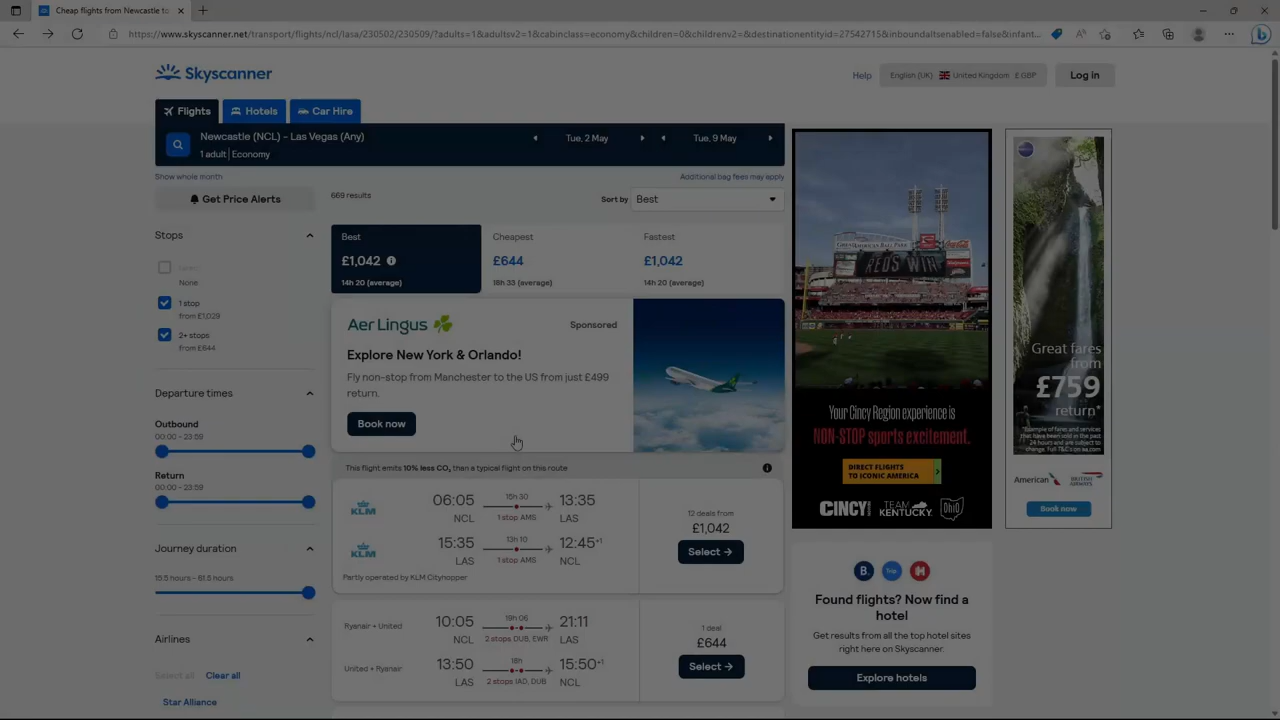 Cheap flights from Newcastle to
https://www.skyscanner.net/transport/flights/ncl/lasa/230502/230509/?adults=1&adultsv2=1&cabinclass=economy&children=0&childrenv2=&destinationentityid=27542715&inboundaltsenabled=false&infant...
Skyscanner
Help
English (UK)
United Kingdom
£ GBP
Log in
Flights
Hotels
Car Hire
Newcastle (NCL) - Las Vegas (Any)
1 adult | Economy
Tue, 2 May
Tue, 9 May
Show whole month
Additional bag fees may apply
Get Price Alerts
669 results
Sort by
Best
Stops
None
1 stop
from £1,029
2+ stops
from £644
Departure times
Outbound
00:00 - 23:59
Return
00:00 - 23:59
Journey duration
15.5 hours - 81.5 hours
Airlines
Select all
Clear all
Star Alliance
Best
£1,042
14h 20 (average)
Cheapest
£644
18h 33 (average)
Fastest
£1,042
14h 20 (average)
Aer Lingus
Sponsored
Explore New York & Orlando!
Fly non-stop from Manchester to the US from just £499
return.
Book now
This flight emits 10% less CO₂ than a typical flight on this route
KLM
06:05
NCL
15h 30
1 stop AMS
13:35
LAS
KLM
15:35
LAS
13h 10
1 stop AMS
12:45+1
NCL
Partly operated by KLM Cityhopper
12 deals from
£1,042
Select →
Ryanair + United
10:05
NCL
19h 06
2 stops DUB, EWR
21:11
LAS
United + Ryanair
13:50
LAS
18h
2 stops IAD, DUB
15:50+1
NCL
1 deal
£644
Select →
GREAT AMERICAN BALL PARK
Coca-Cola
REDS WIN
Your Cincy Region experience is
NON-STOP sports excitement.
DIRECT FLIGHTS
TO ICONIC AMERICA
CINCY
TEAM
KENTUCKY
Ohio
Great fares
from
£759
return*
American
BRITISH
AIRWAYS
Book now
B.
Trip
H
Found flights? Now find a
hotel
Get results from all the top hotel sites
right here on Skyscanner.
Explore hotels